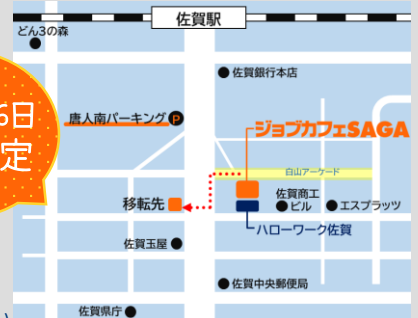 佐賀駅
どん3の森
佐賀銀行本店
6日
定
唐人南パーキング P
ジョブカフェSAGA
白山アーケード
移転先
佐賀商工
ビル
エスプラッツ
ハローワーク佐賀
佐賀玉屋
佐賀中央郵便局
佐賀県庁
)